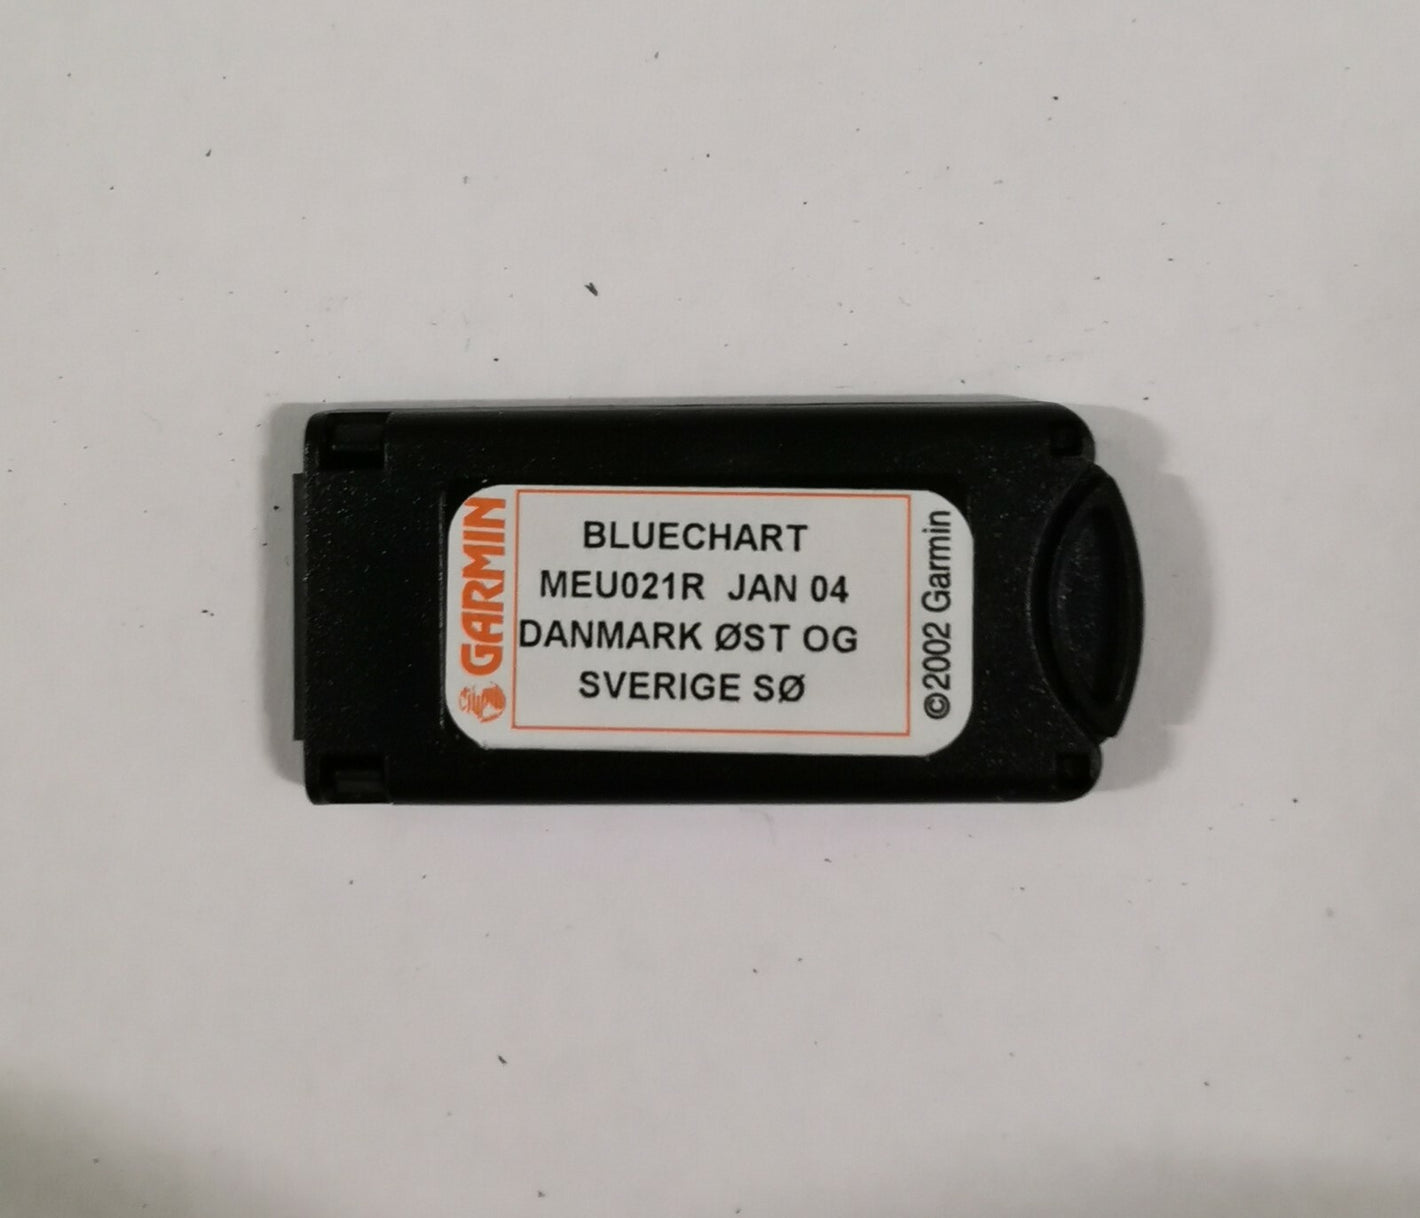 GARMIN
BLUECHART
MEU021R JAN 04
DANMARK ØST OG
SVERIGE SØ
©2002 Garmin